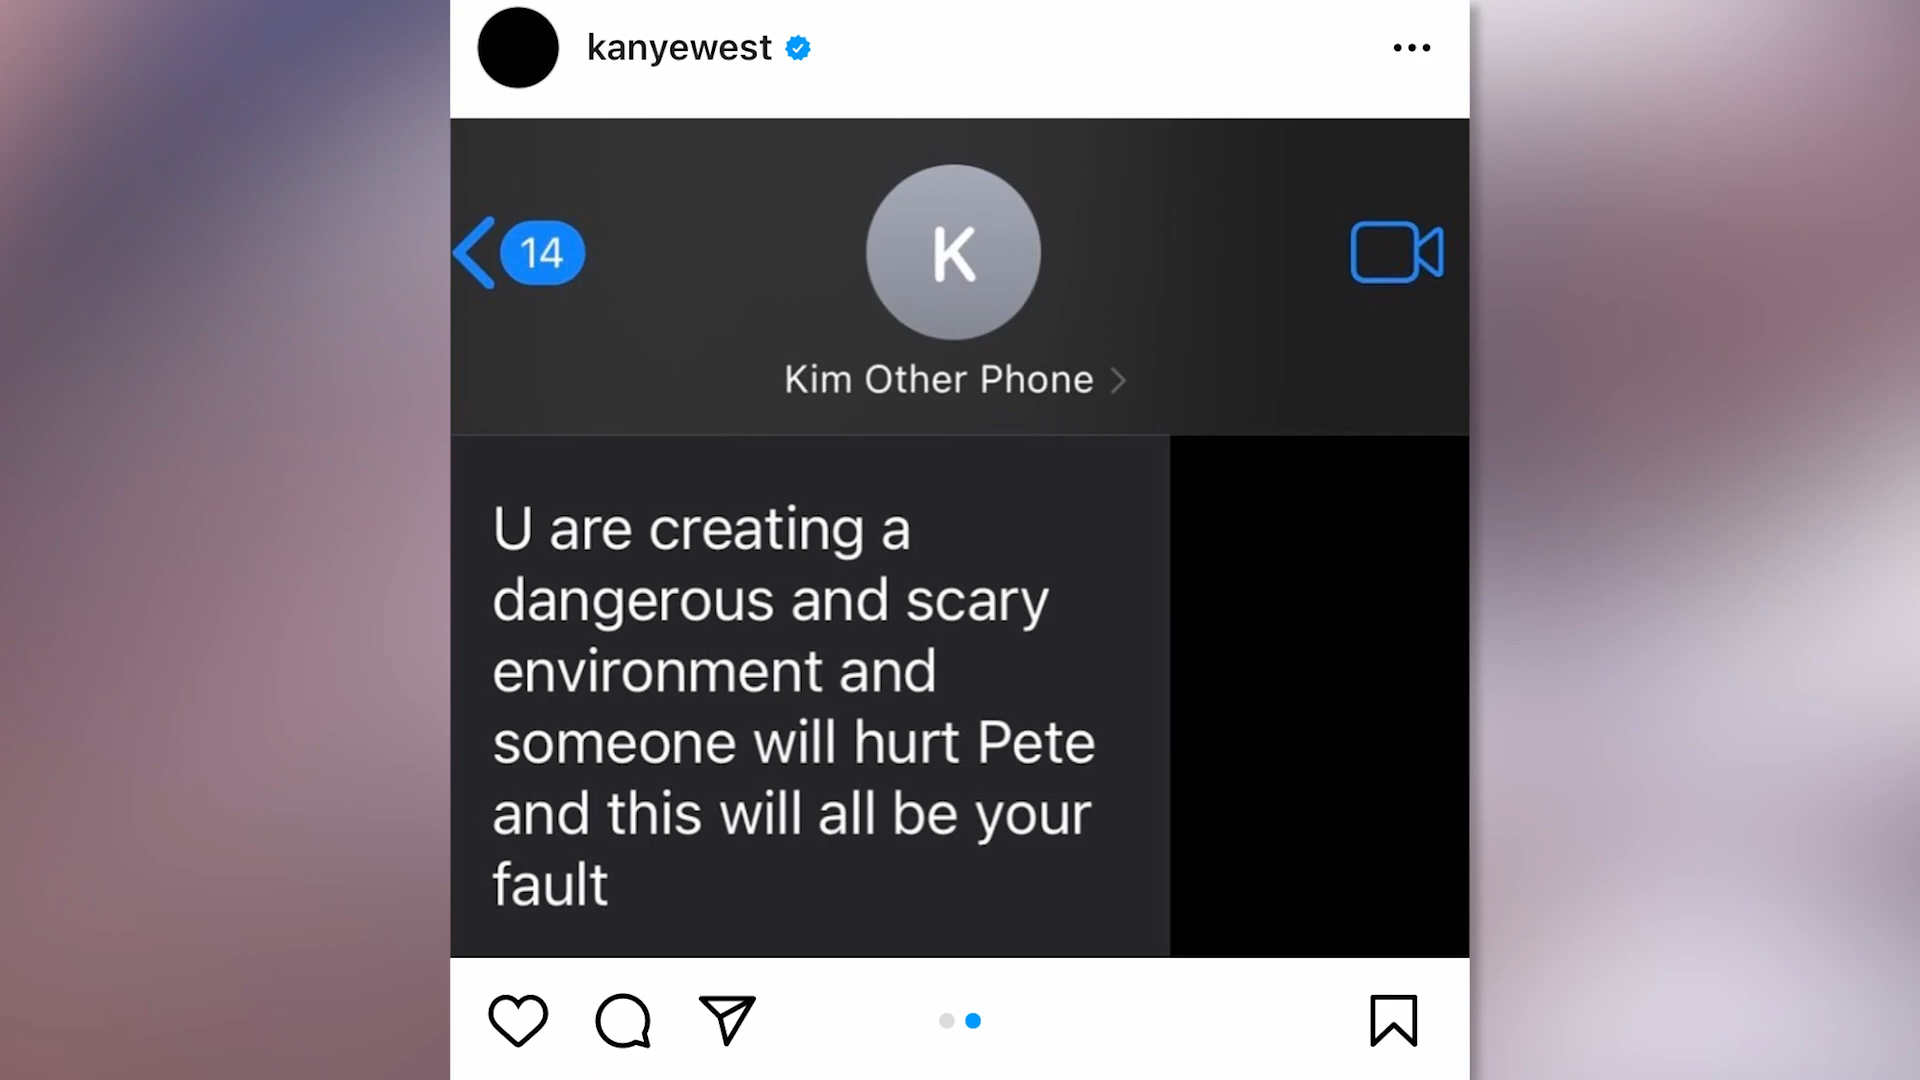 kanyewest
14
K
Kim Other Phone
U are creating a
dangerous and scary
environment and
someone will hurt Pete
and this will all be your
fault